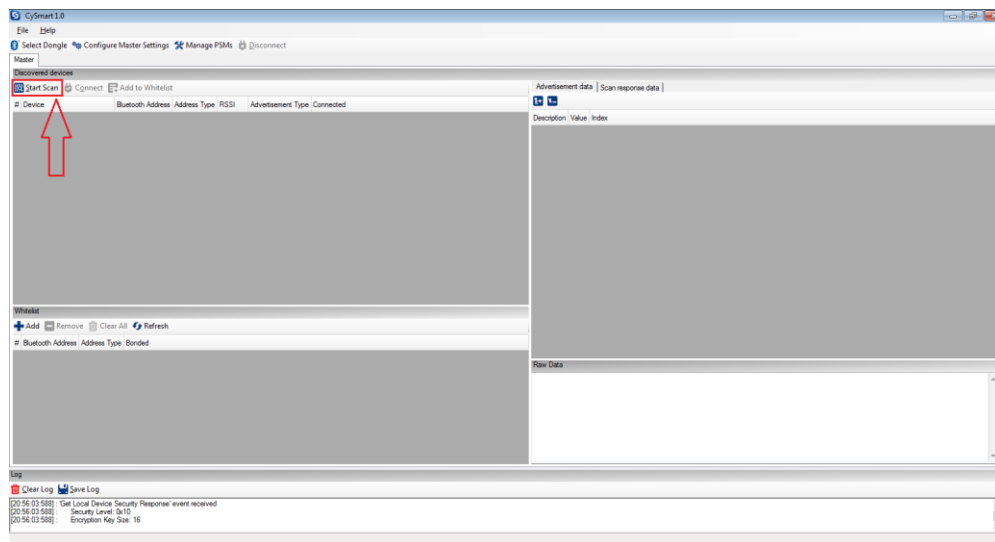 CySmart 1.0
File Help
Select Dongle Configure Master Settings Manage PSMs Disconnect
Master
Discovered devices
Start Scan Connect Add to Whitelist
# Device Bluetooth Address Address Type RSSI Advertisement Type Connected
Advertisement data Scan response data
Description Value Index
Whitelist
Add Remove Clear All Refresh
# Bluetooth Address Address Type Bonded
Raw Data
Log
Clear Log Save Log
[20:56:03:588] : 'Get Local Device Security Response' event received
[20:56:03:588] : Security Level: 0x10
[20:56:03:588] : Encryption Key Size: 16